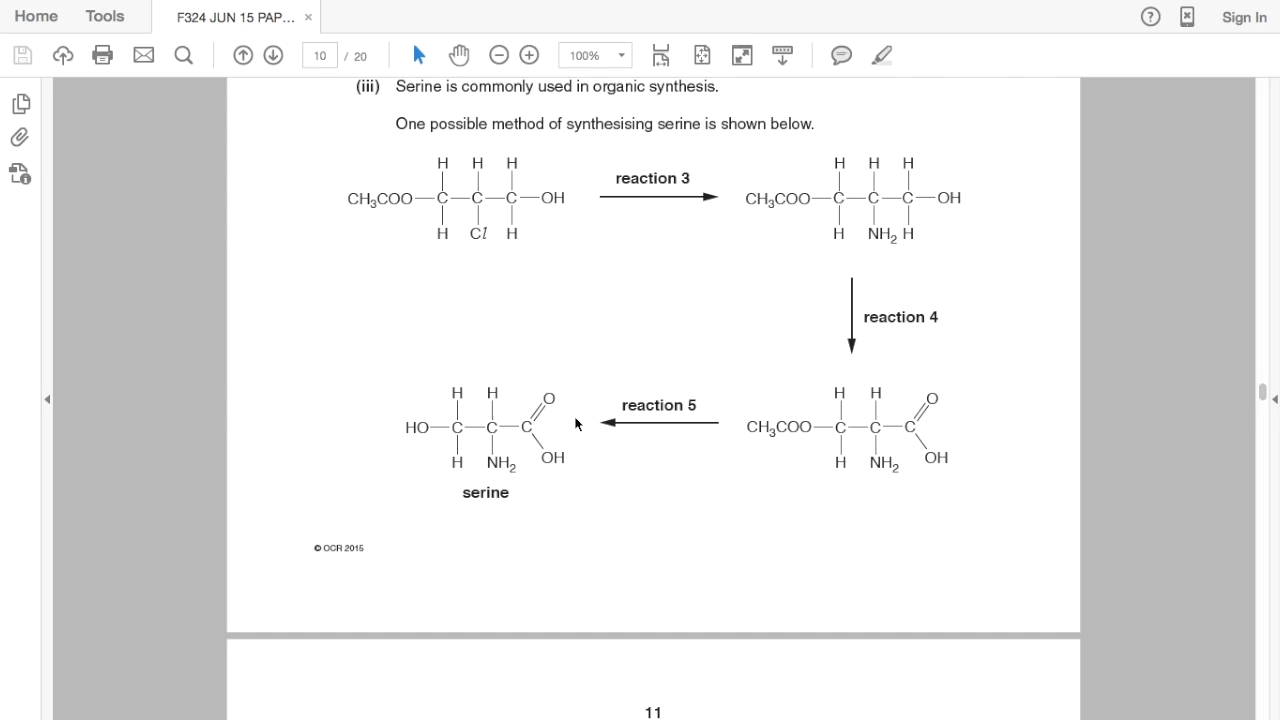 Home Tools F324 JUN 15 PAP... × ? Sign In
10 / 20 100%
(iii) Serine is commonly used in organic synthesis.
One possible method of synthesising serine is shown below.
H H H
CH₃COO—C—C—C—OH
H Cl H
reaction 3
H H H
CH₃COO—C—C—C—OH
H NH₂ H
reaction 4
H H O
CH₃COO—C—C—C
H NH₂ OH
reaction 5
H H O
HO—C—C—C
H NH₂ OH
serine
© OCR 2015
11